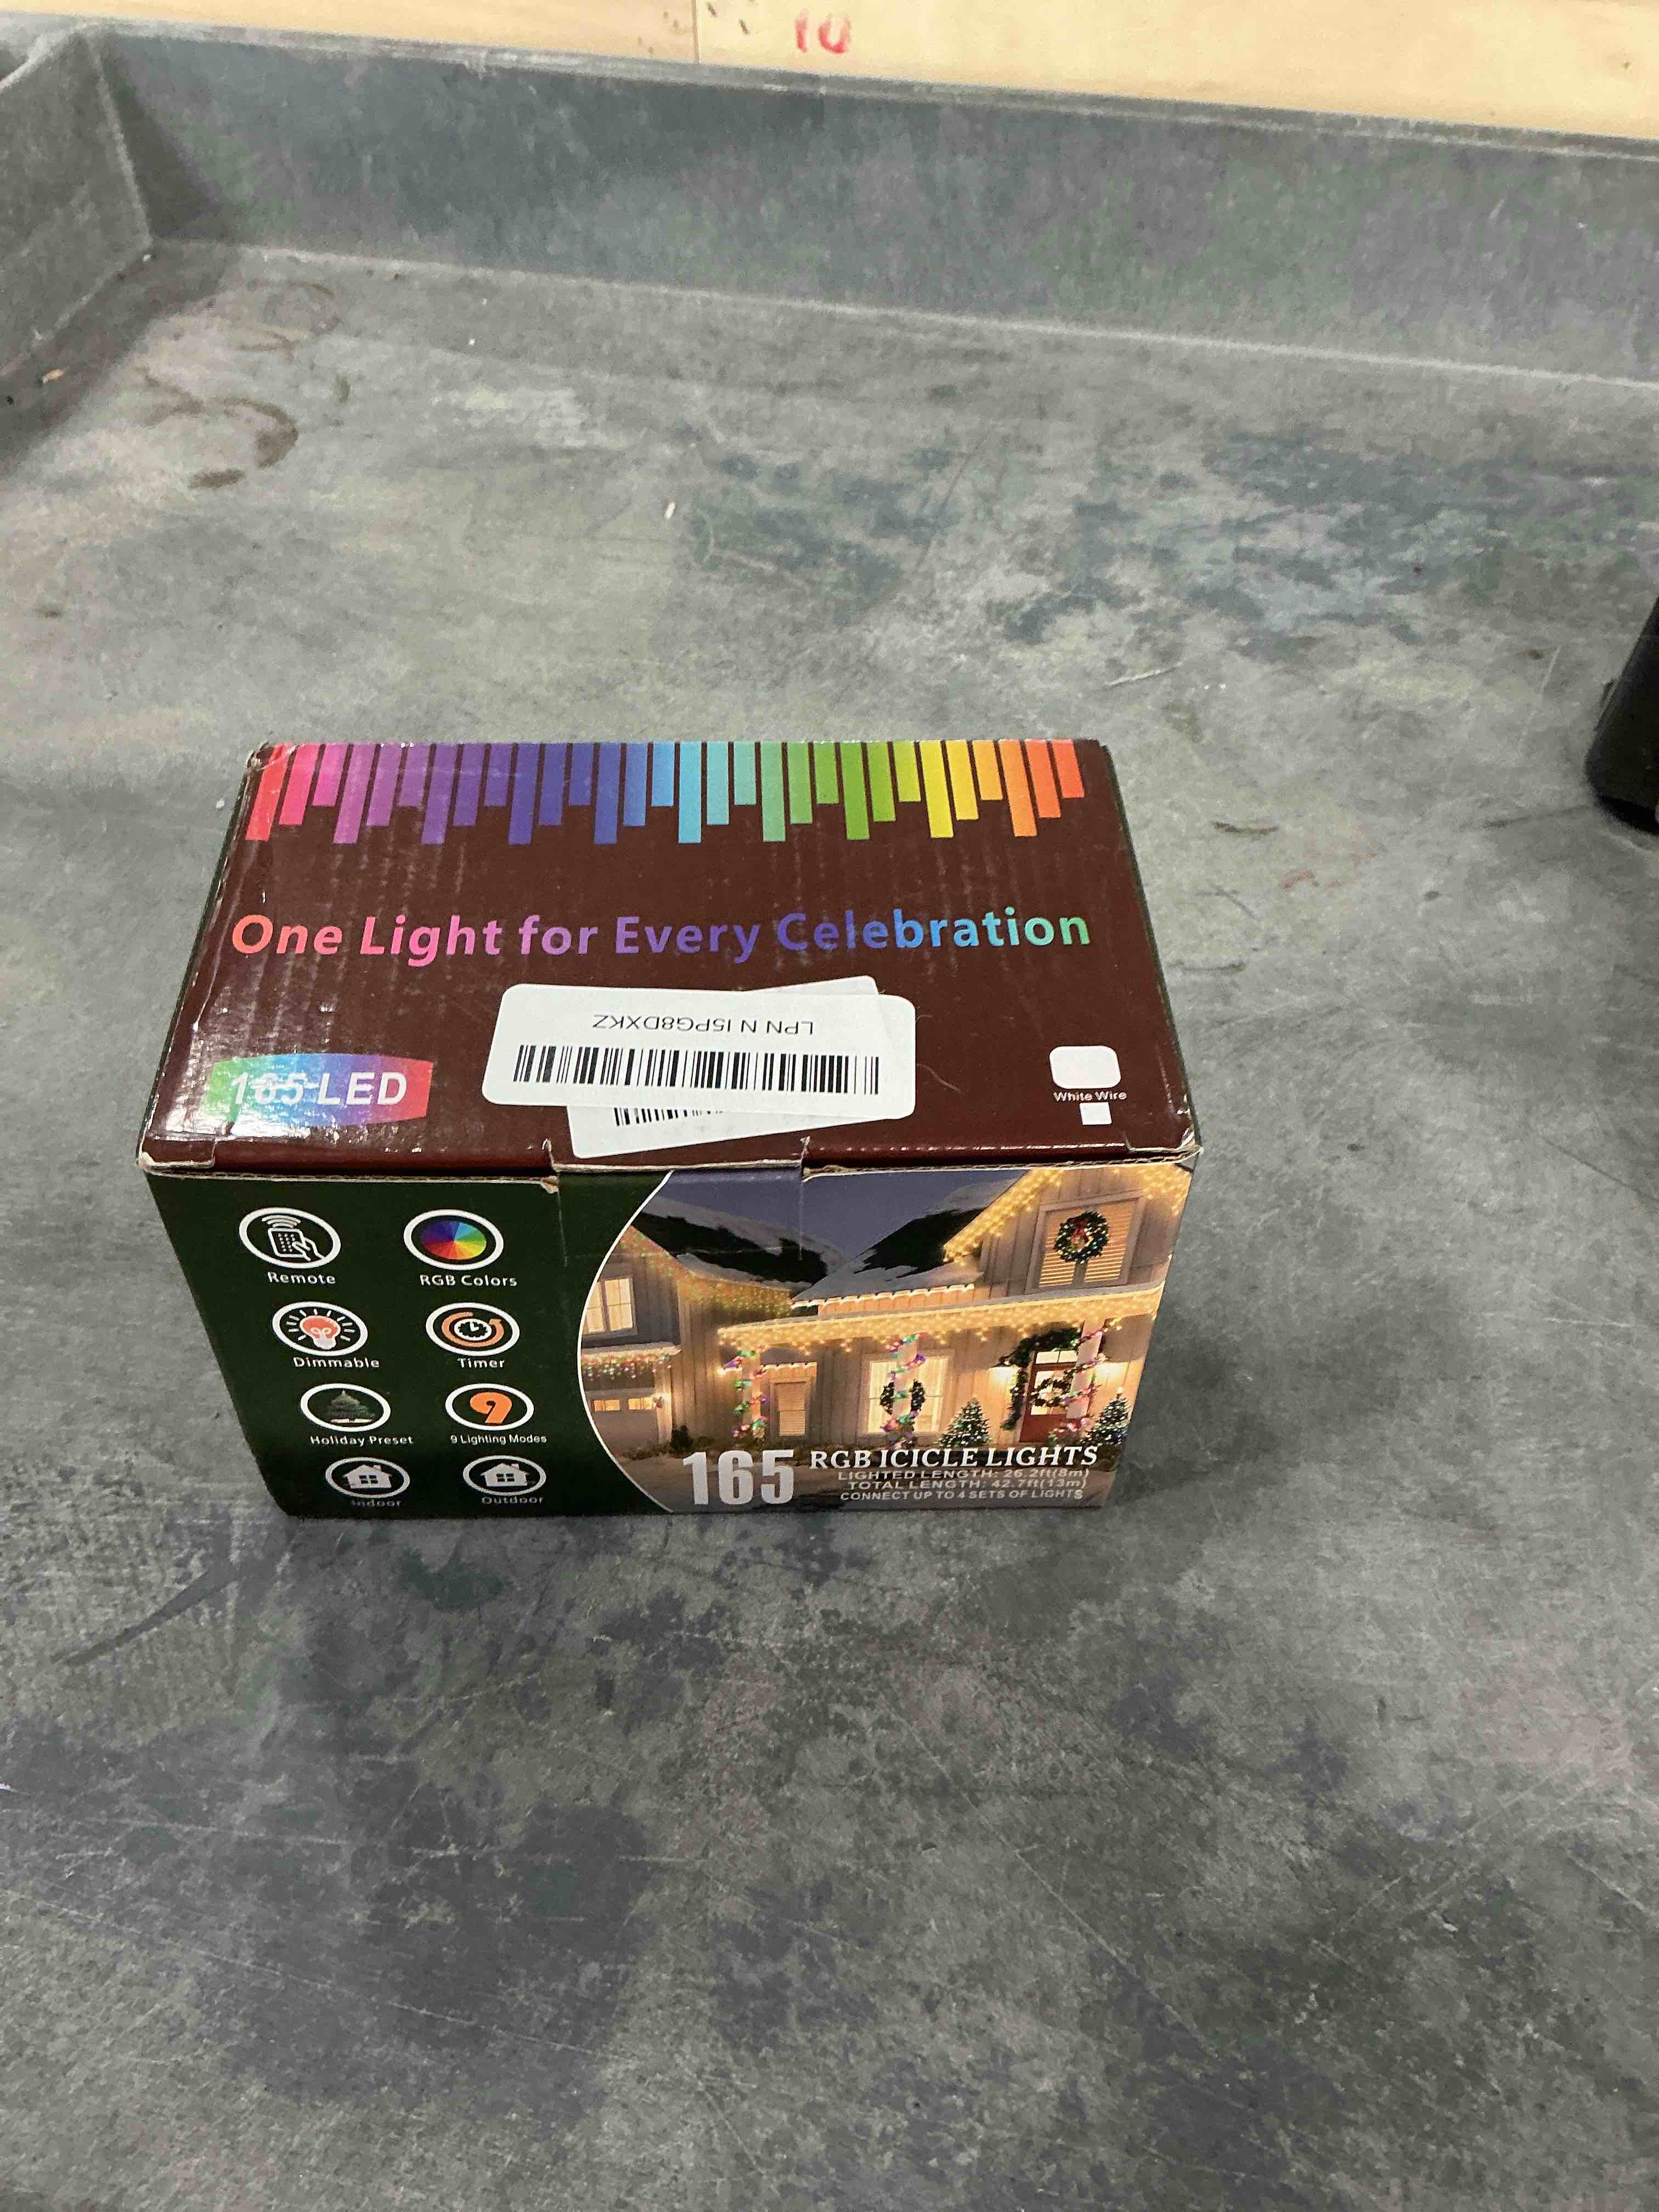 10
One Light for Every Celebration
LPN N I5PG8DXKZ
165-LED
White Wire
Remote
RGB Colors
Dimmable
Timer
Holiday Preset
9
9 Lighting Modes
Indoor
Outdoor
165 RGB ICICLE LIGHTS
LIGHTED LENGTH: 26.2ft(8m)
TOTAL LENGTH: 42.7ft(13m)
CONNECT UP TO 4 SETS OF LIGHTS